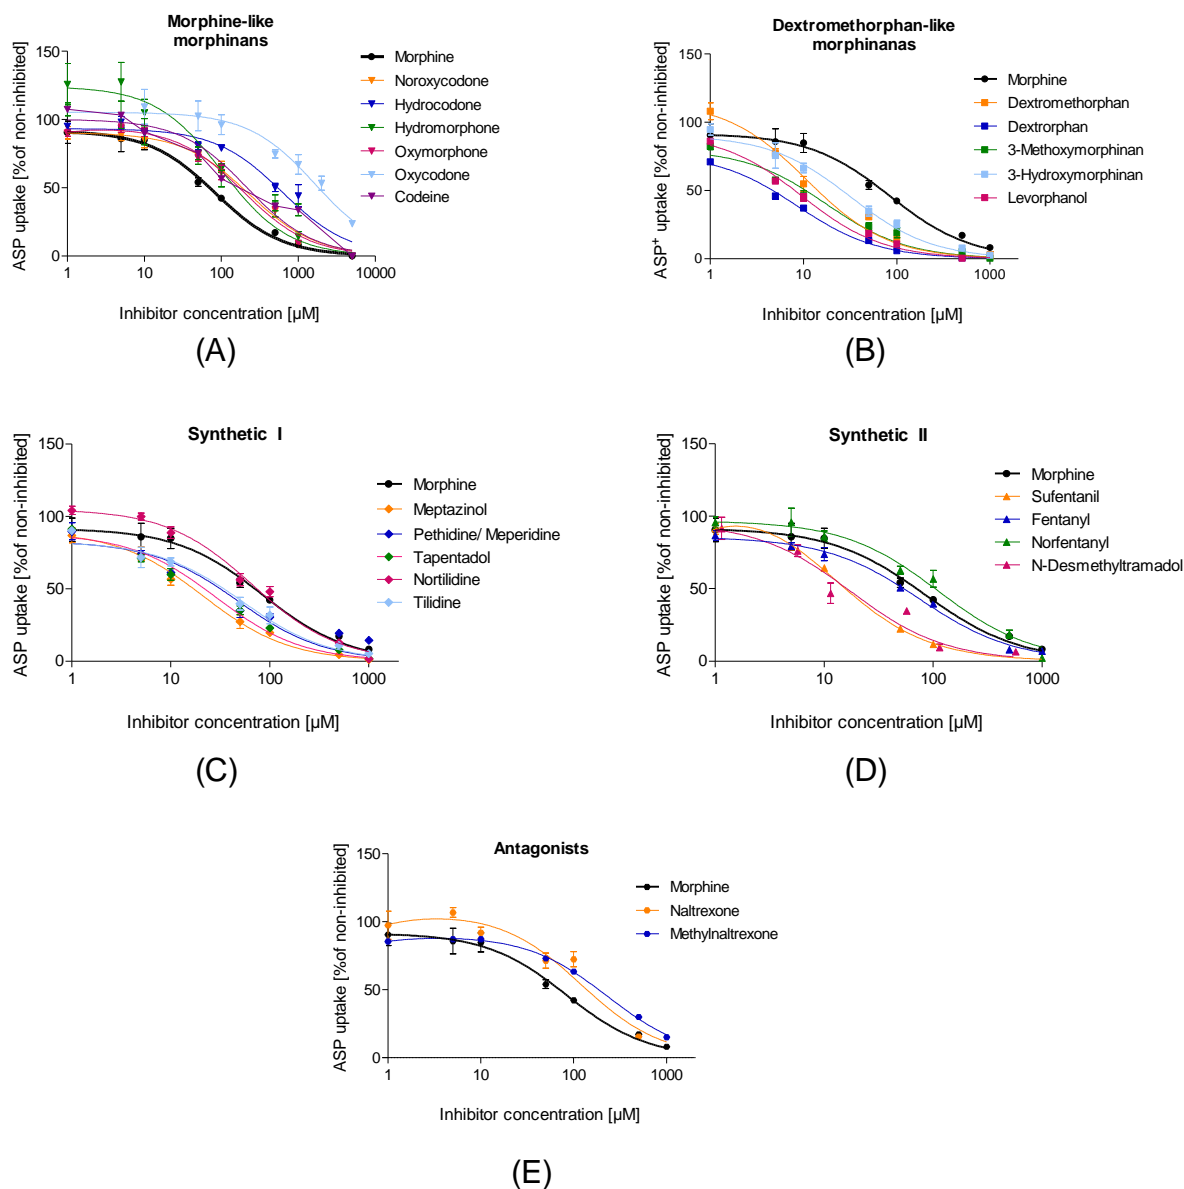 Morphine-like
morphinans
ASP uptake [%of non-inhibited]
150
100
50
0
1
10
100
1000
10000
Inhibitor concentration [µM]
Morphine
Noroxycodone
Hydrocodone
Hydromorphone
Oxymorphone
Oxycodone
Codeine
(A)
Dextromethorphan-like
morphinanas
ASP⁺ uptake [%of non-inhibited]
150
100
50
0
1
10
100
1000
Inhibitor concentration [µM]
Morphine
Dextromethorphan
Dextrorphan
3-Methoxymorphinan
3-Hydroxymorphinan
Levorphanol
(B)
Synthetic I
ASP uptake [%of non-inhibited]
150
100
50
0
1
10
100
1000
Inhibitor concentration [µM]
Morphine
Meptazinol
Pethidine/ Meperidine
Tapentadol
Nortilidine
Tilidine
(C)
Synthetic II
ASP uptake [%of non-inhibited]
150
100
50
0
1
10
100
1000
Inhibitor concentration [µM]
Morphine
Sufentanil
Fentanyl
Norfentanyl
N-Desmethyltramadol
(D)
Antagonists
ASP uptake [%of non-inhibited]
150
100
50
0
1
10
100
1000
Inhibitor concentration [µM]
Morphine
Naltrexone
Methylnaltrexone
(E)